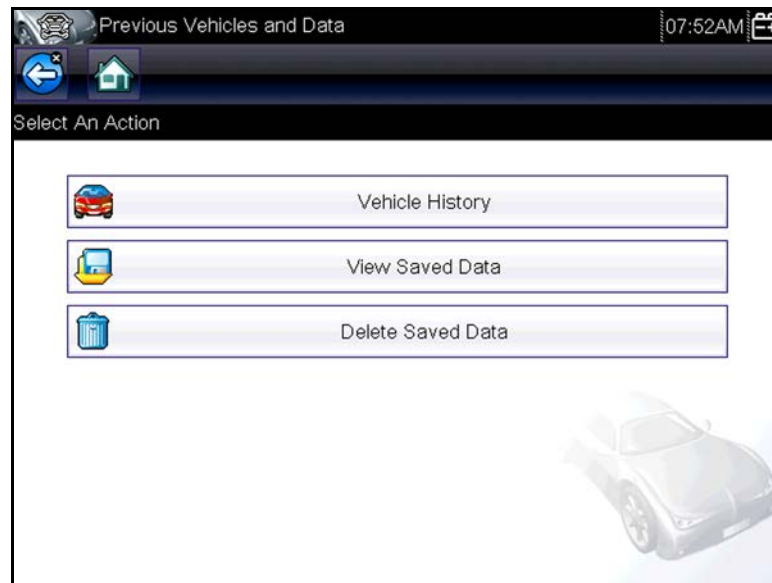 Previous Vehicles and Data
07:52AM
Select An Action
Vehicle History
View Saved Data
Delete Saved Data